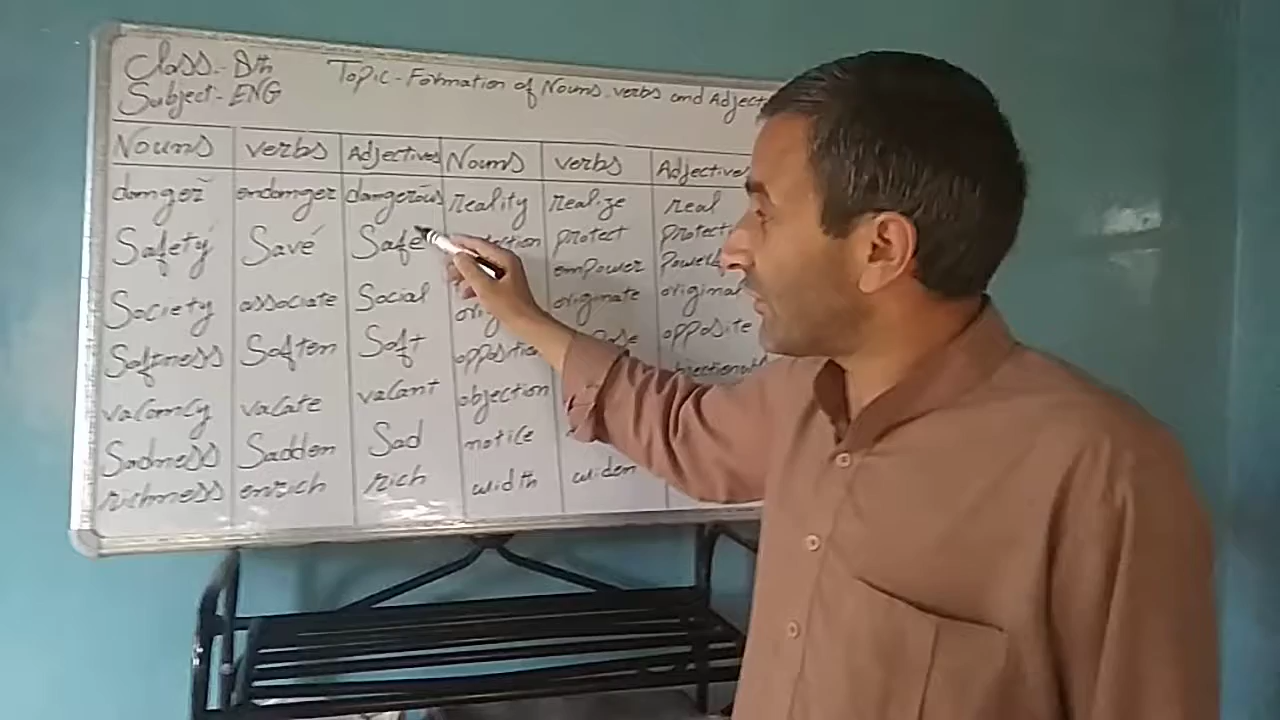 Class:- 8th
Subject- ENG
Topic - Formation of Nouns, verbs and
Nouns verbs Adjectives Nouns verbs Adjectives
danger endanger dangerous reality realize real
Safety Save Safe protect
empower
Society associate Social originate original
Softness Soften Soft opposite
vacancy vacate vacant objection
Sadness Sadden Sad notice
richness enrich rich width widen